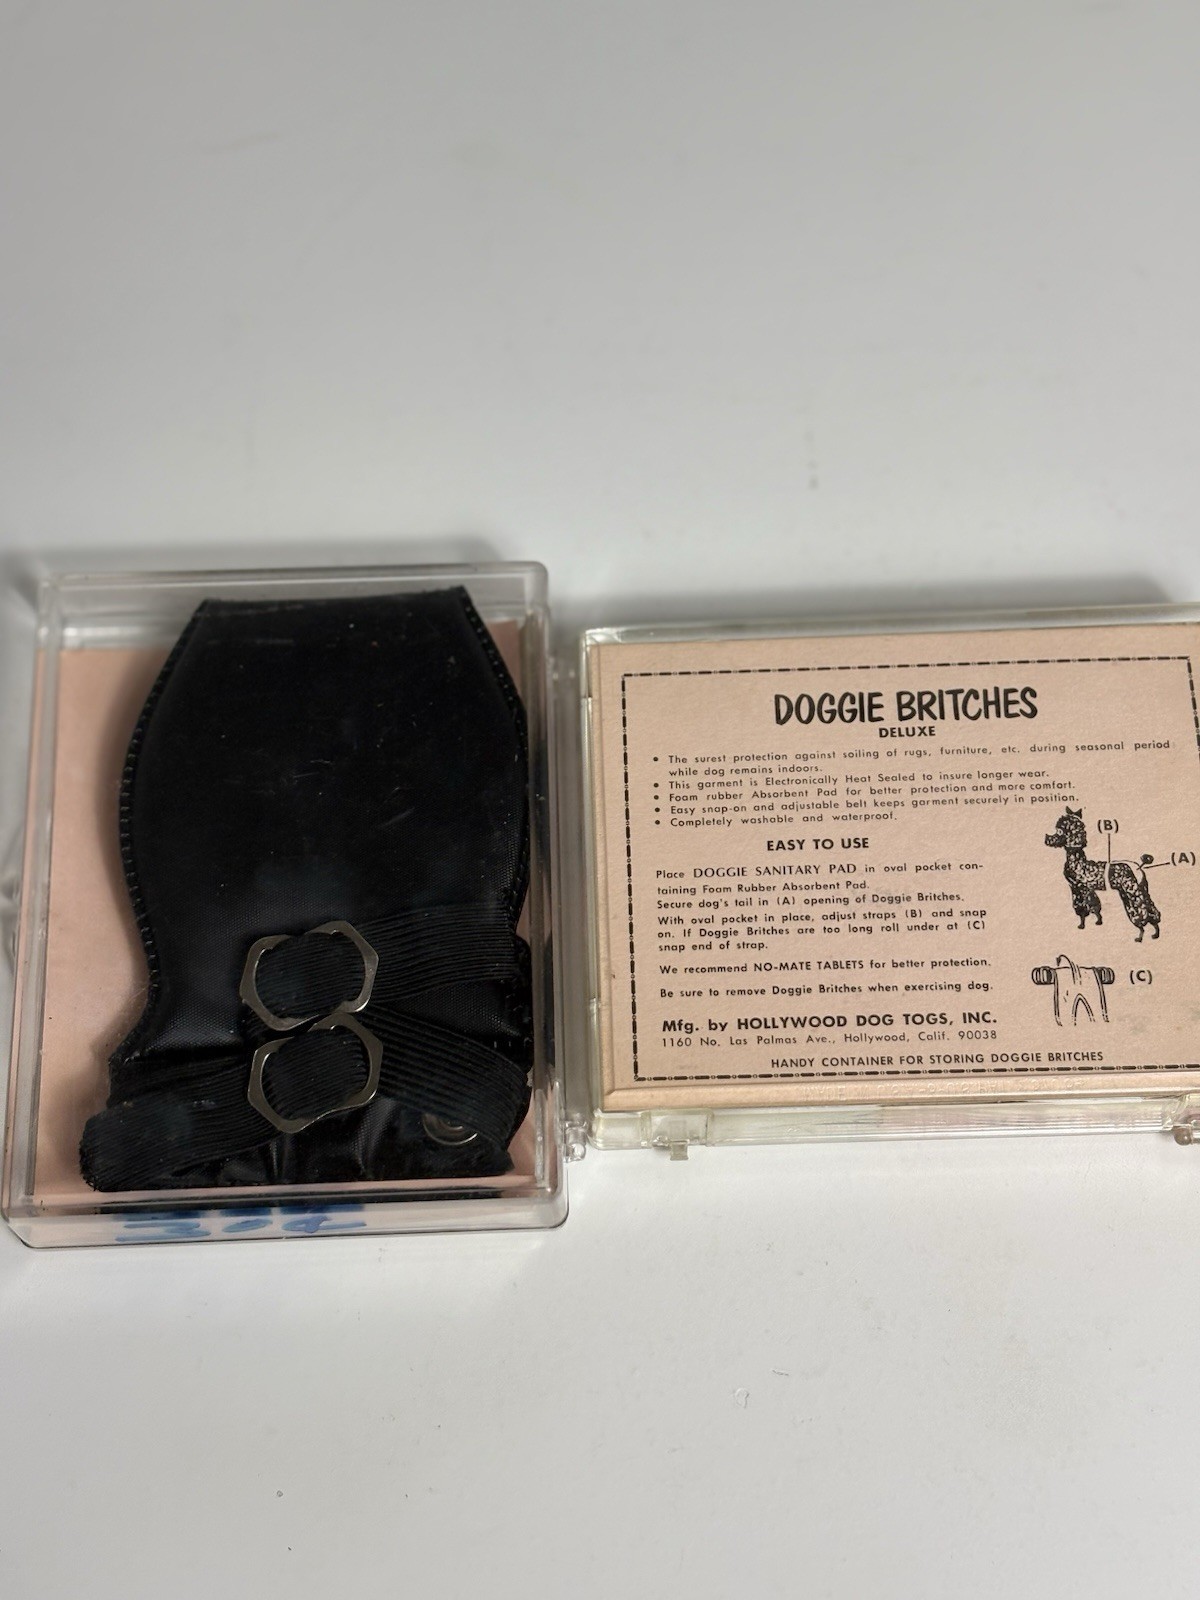 DOGGIE BRITCHES
DELUXE
• The surest protection against soiling of rugs, furniture, etc. during seasonal period
while dog remains indoors.
• This garment is Electronically Heat Sealed to insure longer wear.
• Foam rubber Absorbent Pad for better protection and more comfort.
• Easy snap-on and adjustable belt keeps garment securely in position.
• Completely washable and waterproof.
EASY TO USE
Place DOGGIE SANITARY PAD in oval pocket con-
taining Foam Rubber Absorbent Pad.
Secure dog's tail in (A) opening of Doggie Britches.
With oval pocket in place, adjust straps (B) and snap
on. If Doggie Britches are too long roll under at (C)
snap end of strap.
We recommend NO-MATE TABLETS for better protection.
Be sure to remove Doggie Britches when exercising dog.
Mfg. by HOLLYWOOD DOG TOGS, INC.
1160 No. Las Palmas Ave., Hollywood, Calif. 90038
HANDY CONTAINER FOR STORING DOGGIE BRITCHES
(B)
(A)
(C)